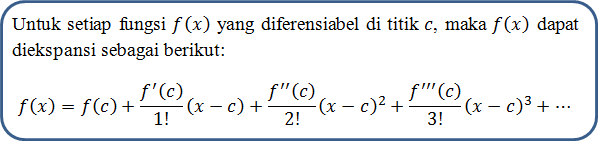 Untuk setiap fungsi f(x) yang diferensiabel di titik c, maka f(x) dapat
diekspansi sebagai berikut:
f(x) = f(c) + f′(c)/1! (x − c) + f′′(c)/2! (x − c)² + f′′′(c)/3! (x − c)³ + ⋯